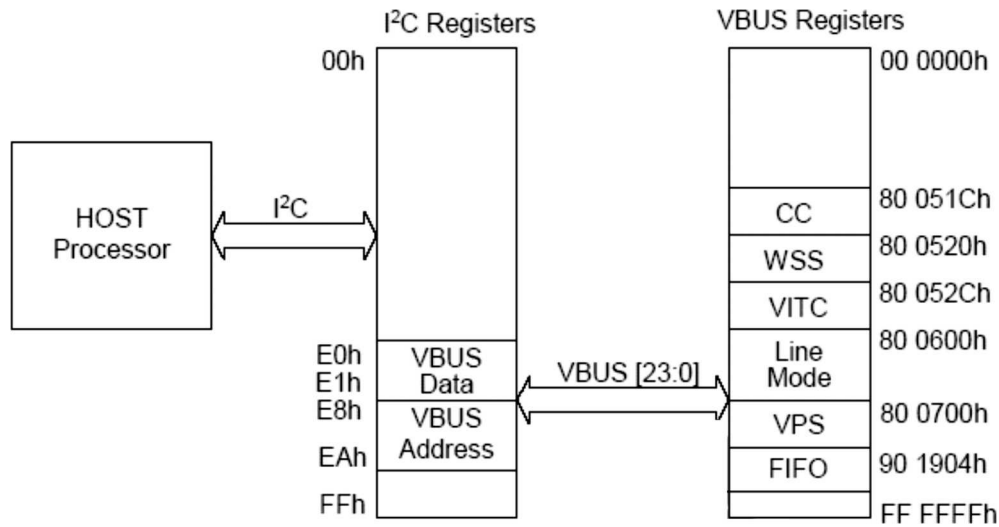 I²C Registers
VBUS Registers
00h
00 0000h
HOST
Processor
I²C
CC
80 051Ch
WSS
80 0520h
VITC
80 052Ch
Line
Mode
80 0600h
E0h
E1h
VBUS
Data
VBUS [23:0]
E8h
VBUS
Address
VPS
80 0700h
EAh
FIFO
90 1904h
FFh
FF FFFFh